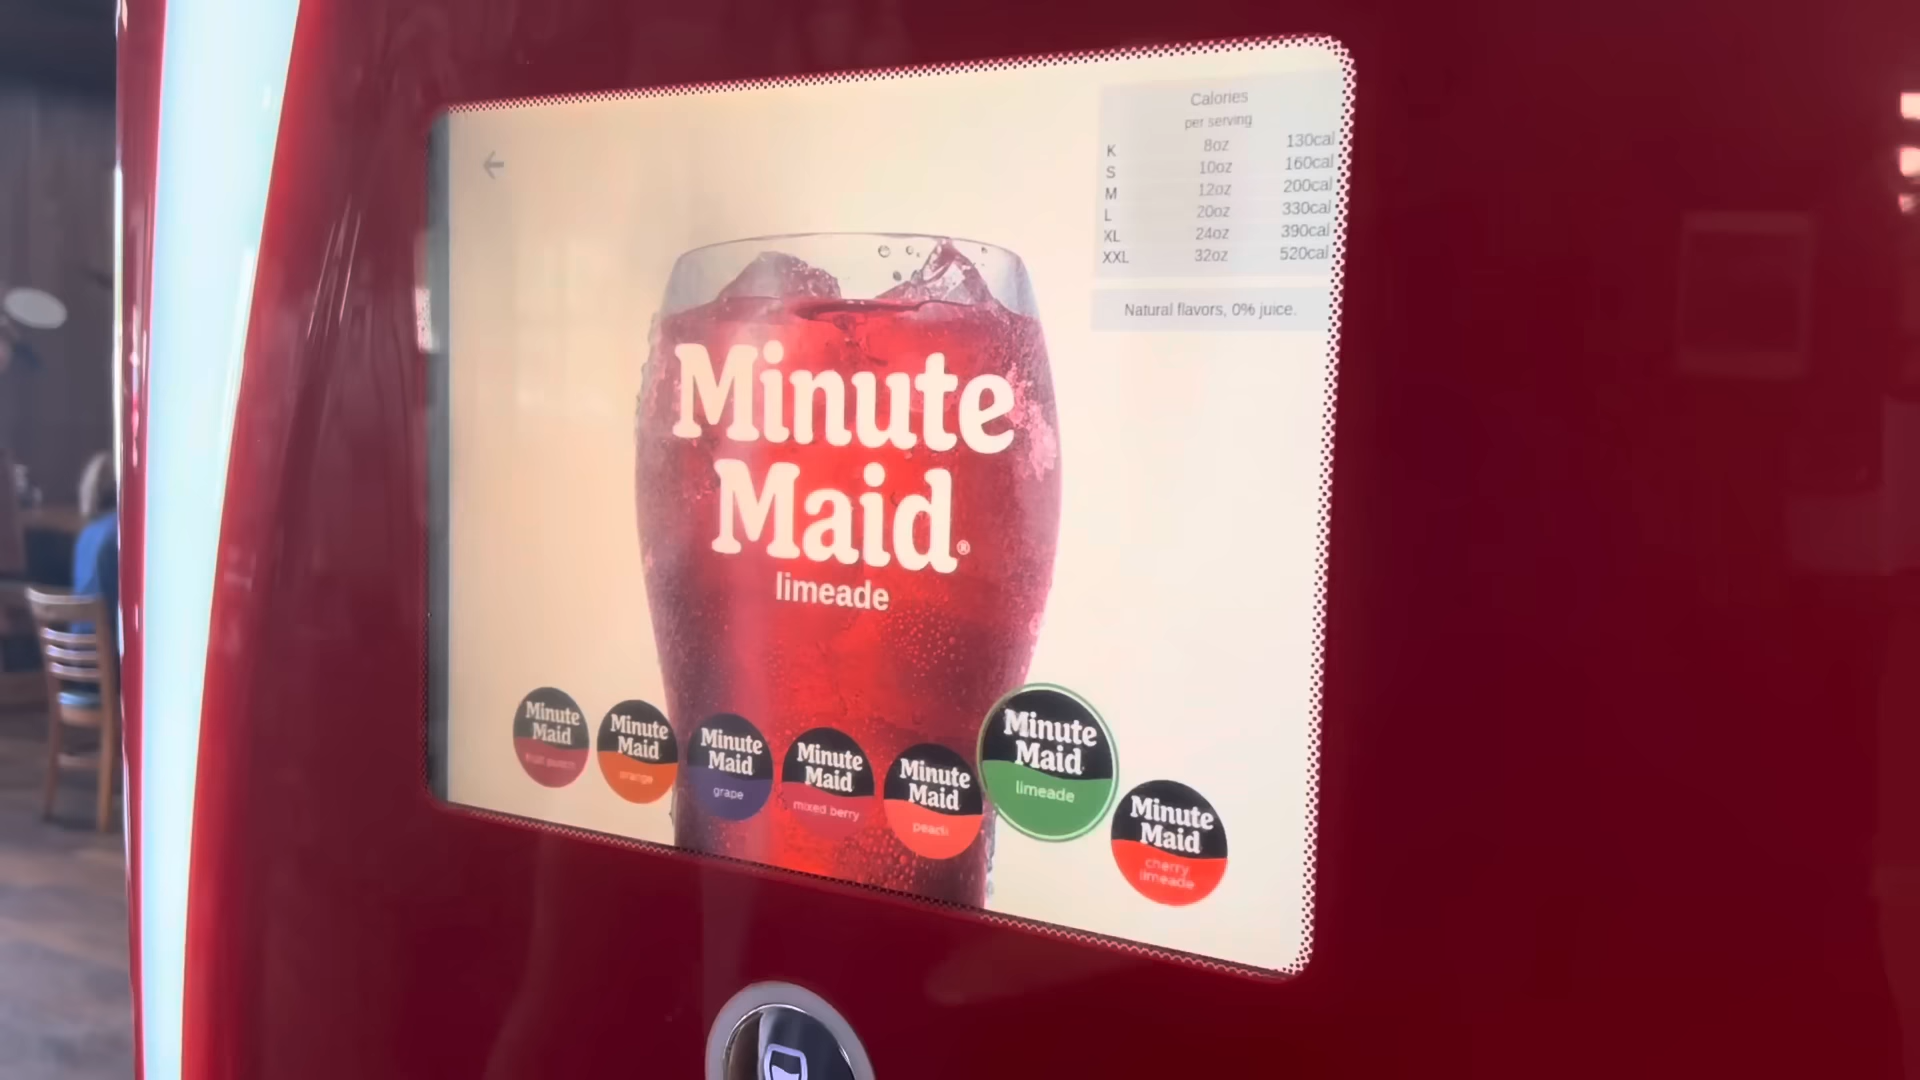 Calories
per serving
K 8oz 130cal
S 10oz 160cal
M 12oz 200cal
L 20oz 330cal
XL 24oz 390cal
XXL 32oz 520cal
Natural flavors, 0% juice.
Minute
Maid®
limeade
Minute
Maid
fruit punch
Minute
Maid
orange
Minute
Maid
grape
Minute
Maid
mixed berry
Minute
Maid
peach
Minute
Maid
limeade
Minute
Maid
cherry
limeade